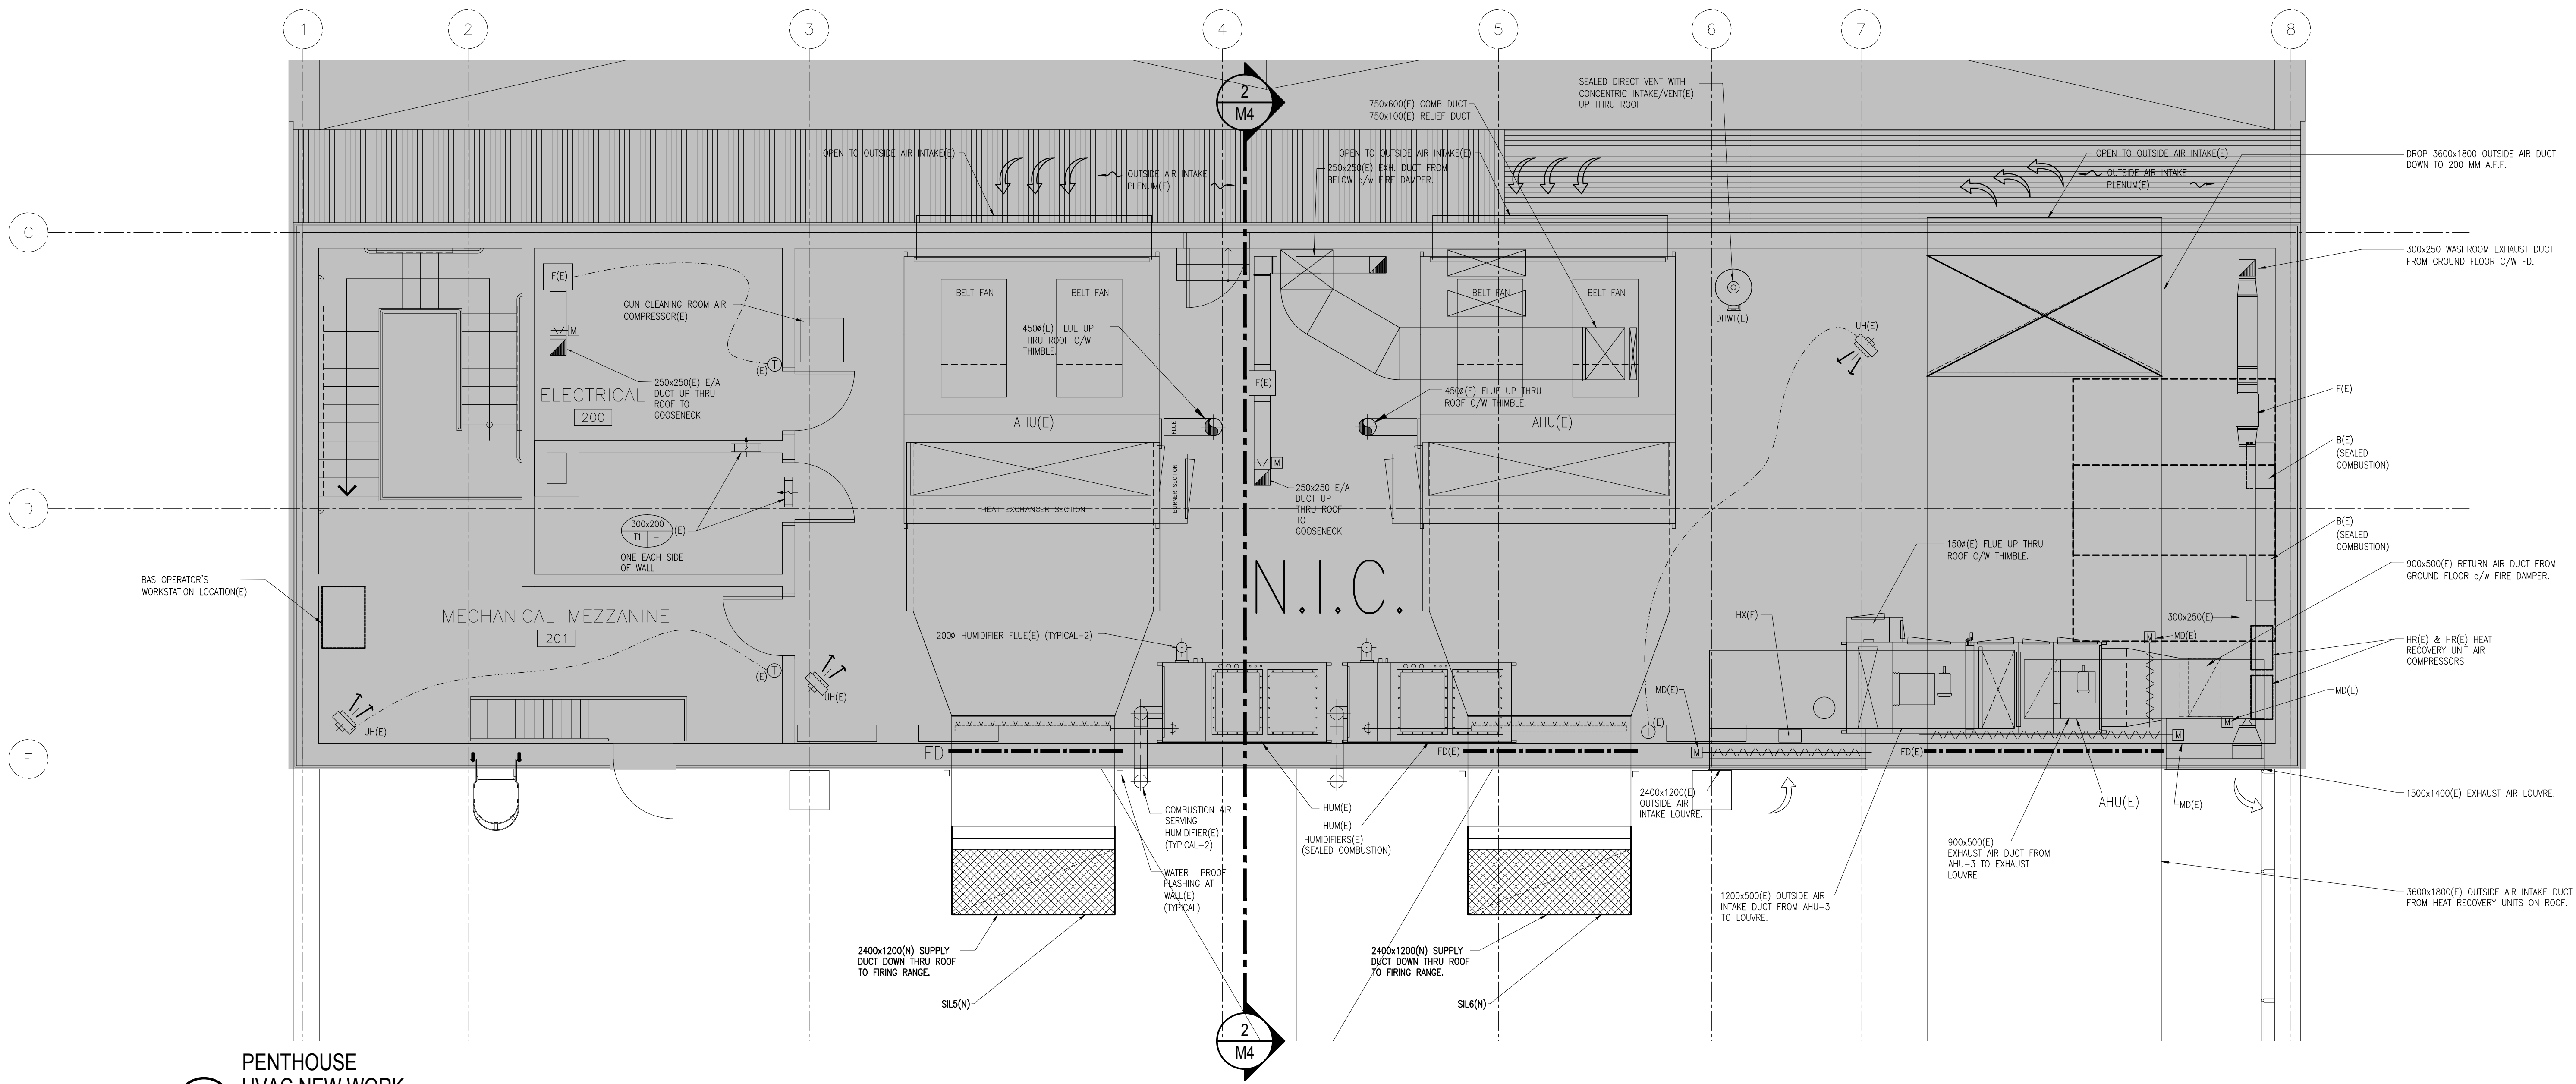 1
2
3
4
5
6
7
8
C
D
F
2
M4
SEALED DIRECT VENT WITH
CONCENTRIC INTAKE/VENT(E)
UP THRU ROOF
750x600(E) COMB DUCT
750x100(E) RELIEF DUCT
OPEN TO OUTSIDE AIR INTAKE(E)
OUTSIDE AIR INTAKE
PLENUM(E)
OPEN TO OUTSIDE AIR INTAKE(E)
250x250(E) EXH. DUCT FROM
BELOW c/w FIRE DAMPER.
OPEN TO OUTSIDE AIR INTAKE(E)
OUTSIDE AIR INTAKE
PLENUM(E)
DROP 3600x1800 OUTSIDE AIR DUCT
DOWN TO 200 MM A.F.F.
300x250 WASHROOM EXHAUST DUCT
FROM GROUND FLOOR C/W FD.
F(E)
M
GUN CLEANING ROOM AIR
COMPRESSOR(E)
BELT FAN
BELT FAN
BELT FAN
BELT FAN
DHWT(E)
UH(E)
450ø(E) FLUE UP
THRU ROOF C/W
THIMBLE.
T
(E)
250x250(E) E/A
DUCT UP THRU
ROOF TO
GOOSENECK
ELECTRICAL
200
F(E)
450ø(E) FLUE UP THRU
ROOF C/W THIMBLE.
F(E)
AHU(E)
FLUE
AHU(E)
B(E)
(SEALED
COMBUSTION)
M
BURNER SECTION
250x250 E/A
DUCT UP
THRU ROOF
TO
GOOSENECK
HEAT EXCHANGER SECTION
300x200
T1
-
(E)
ONE EACH SIDE
OF WALL
B(E)
(SEALED
COMBUSTION)
150ø(E) FLUE UP THRU
ROOF C/W THIMBLE.
900x500(E) RETURN AIR DUCT FROM
GROUND FLOOR c/w FIRE DAMPER.
N.I.C.
BAS OPERATOR'S
WORKSTATION LOCATION(E)
MECHANICAL MEZZANINE
201
200ø HUMIDIFIER FLUE(E) (TYPICAL-2)
HX(E)
300x250(E)
M
MD(E)
HR(E) & HR(E) HEAT
RECOVERY UNIT AIR
COMPRESSORS
T
(E)
UH(E)
UH(E)
MD(E)
MD(E)
M
T
(E)
FD
FD(E)
M
FD(E)
M
2400x1200(E)
OUTSIDE AIR
INTAKE LOUVRE.
AHU(E)
MD(E)
1500x1400(E) EXHAUST AIR LOUVRE.
COMBUSTION AIR
SERVING
HUMIDIFIER(E)
(TYPICAL-2)
HUM(E)
HUM(E)
HUMIDIFIERS(E)
(SEALED COMBUSTION)
900x500(E)
EXHAUST AIR DUCT FROM
AHU-3 TO EXHAUST
LOUVRE
WATER- PROOF
FLASHING AT
WALL(E)
(TYPICAL)
1200x500(E) OUTSIDE AIR
INTAKE DUCT FROM AHU-3
TO LOUVRE.
3600x1800(E) OUTSIDE AIR INTAKE DUCT
FROM HEAT RECOVERY UNITS ON ROOF.
2400x1200(N) SUPPLY
DUCT DOWN THRU ROOF
TO FIRING RANGE.
2400x1200(N) SUPPLY
DUCT DOWN THRU ROOF
TO FIRING RANGE.
SIL5(N)
SIL6(N)
2
M4
PENTHOUSE
HVAC NEW WORK